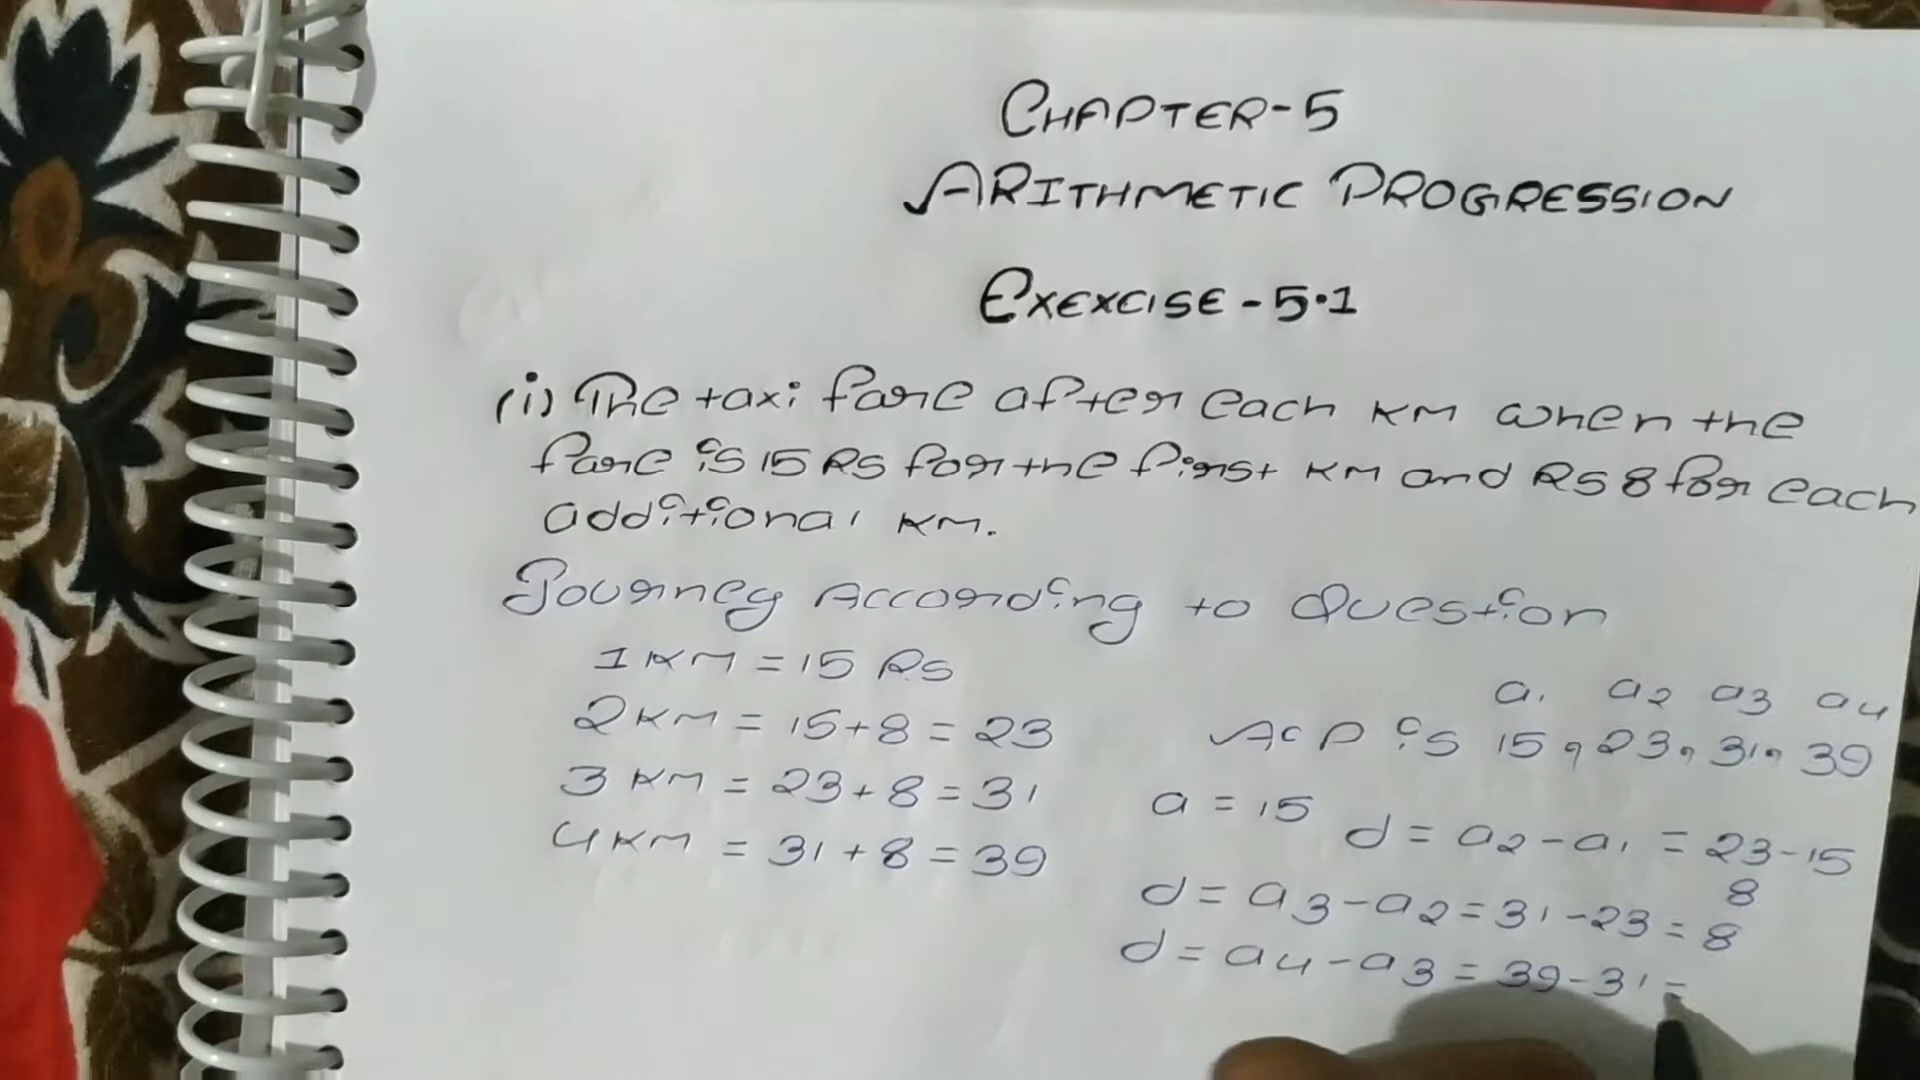 CHAPTER-5
ARITHMETIC PROGRESSION
EXEXCISE-5.1
(i) The taxi fare after each KM when the
fare is 15 RS for the first KM and RS 8 for each
additional KM.
Journey According to Question
1 KM = 15 RS
2 KM = 15+8 = 23
3 KM = 23+8 = 31
4 KM = 31+8 = 39
a1 a2 a3 a4
A.P is 15, 23, 31, 39
a = 15 d = a2-a1 = 23-15
8
d = a3-a2 = 31-23 = 8
d = a4-a3 = 39-31 =